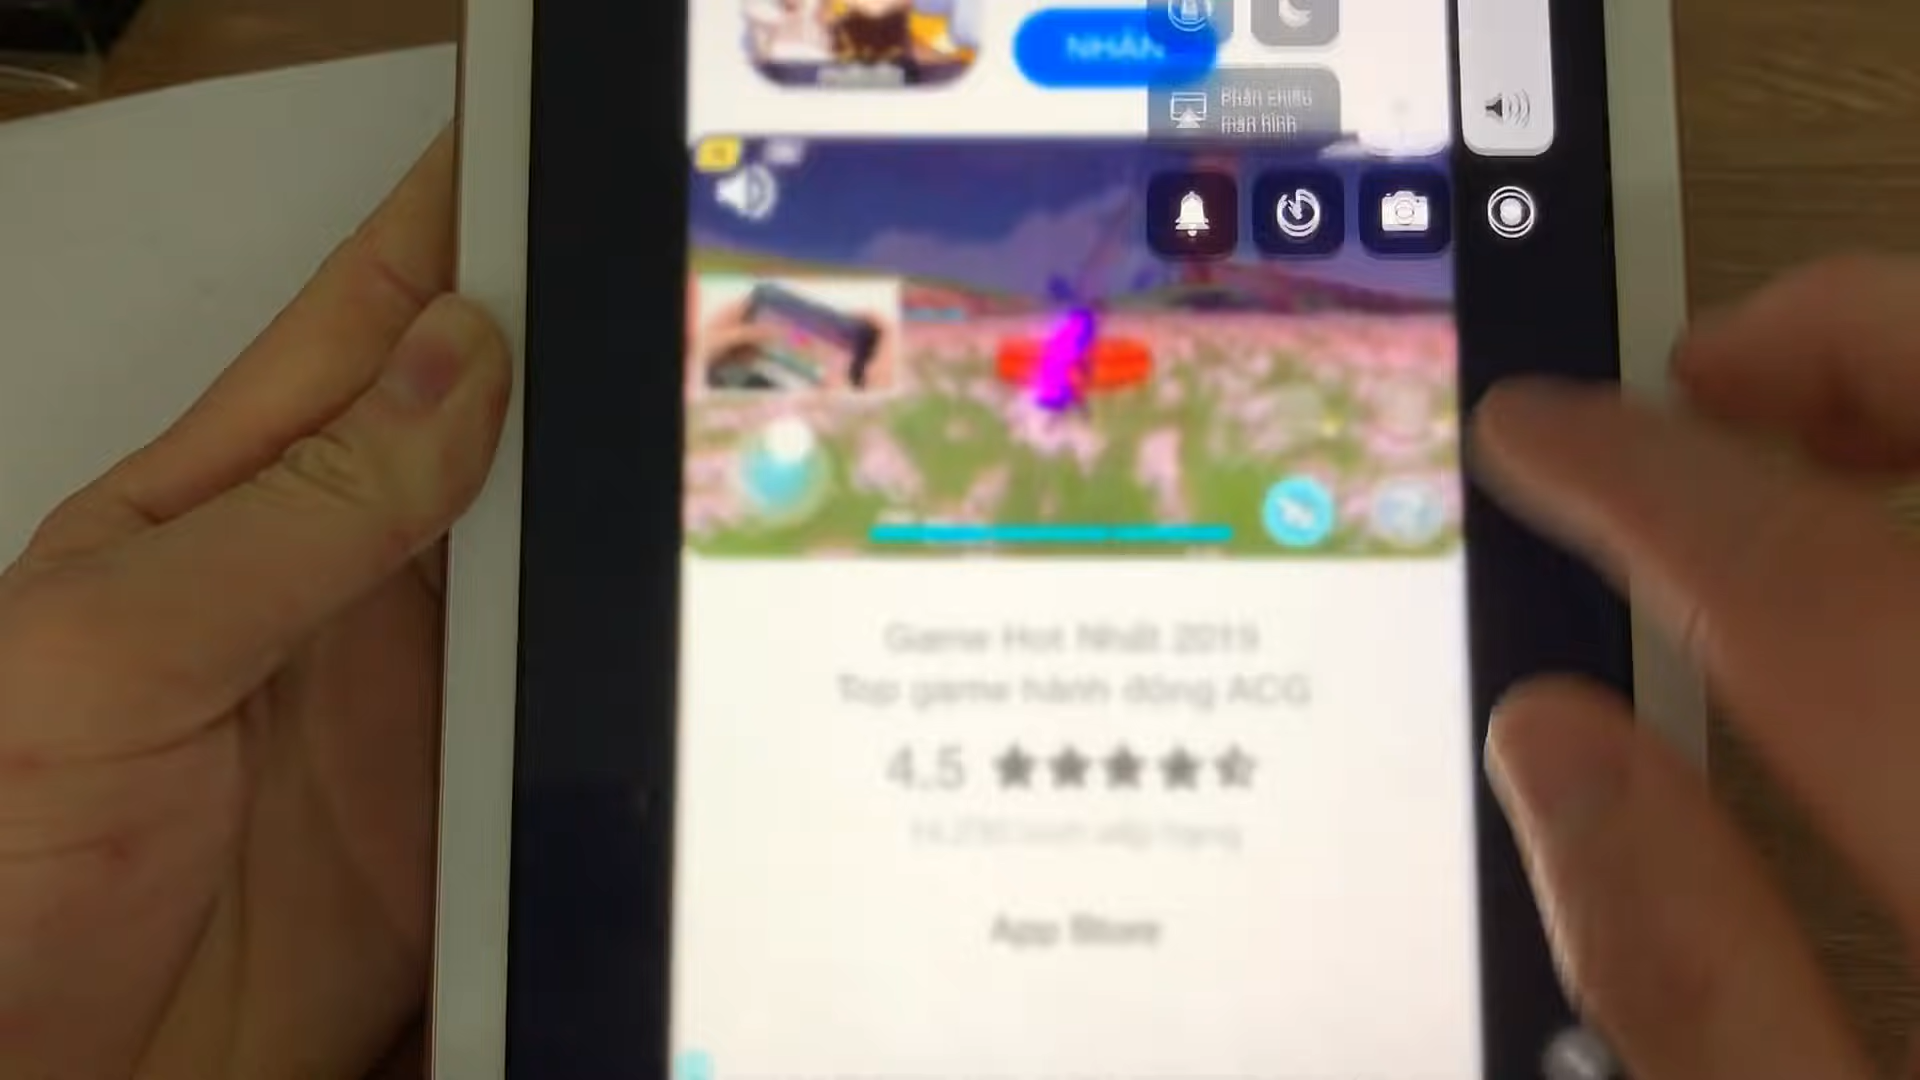 NHẬN
Phản chiếu
màn hình
Game Hot Nhất 2019
Top game hành động ACG
4.5
App Store